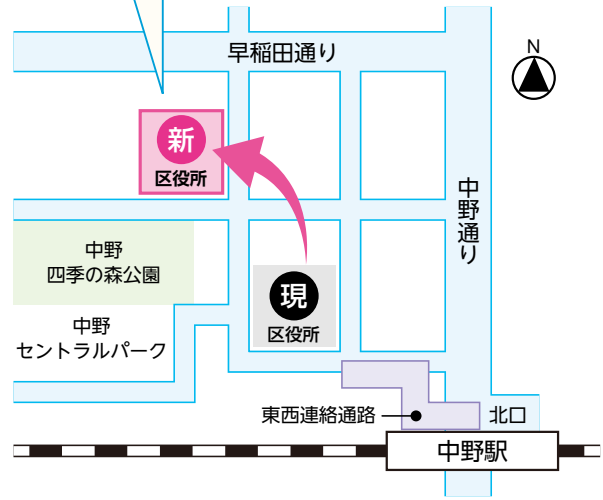 早稲田通り
N
新
区役所
中野通り
中野
四季の森公園
現
区役所
中野
セントラルパーク
東西連絡通路
北口
中野駅